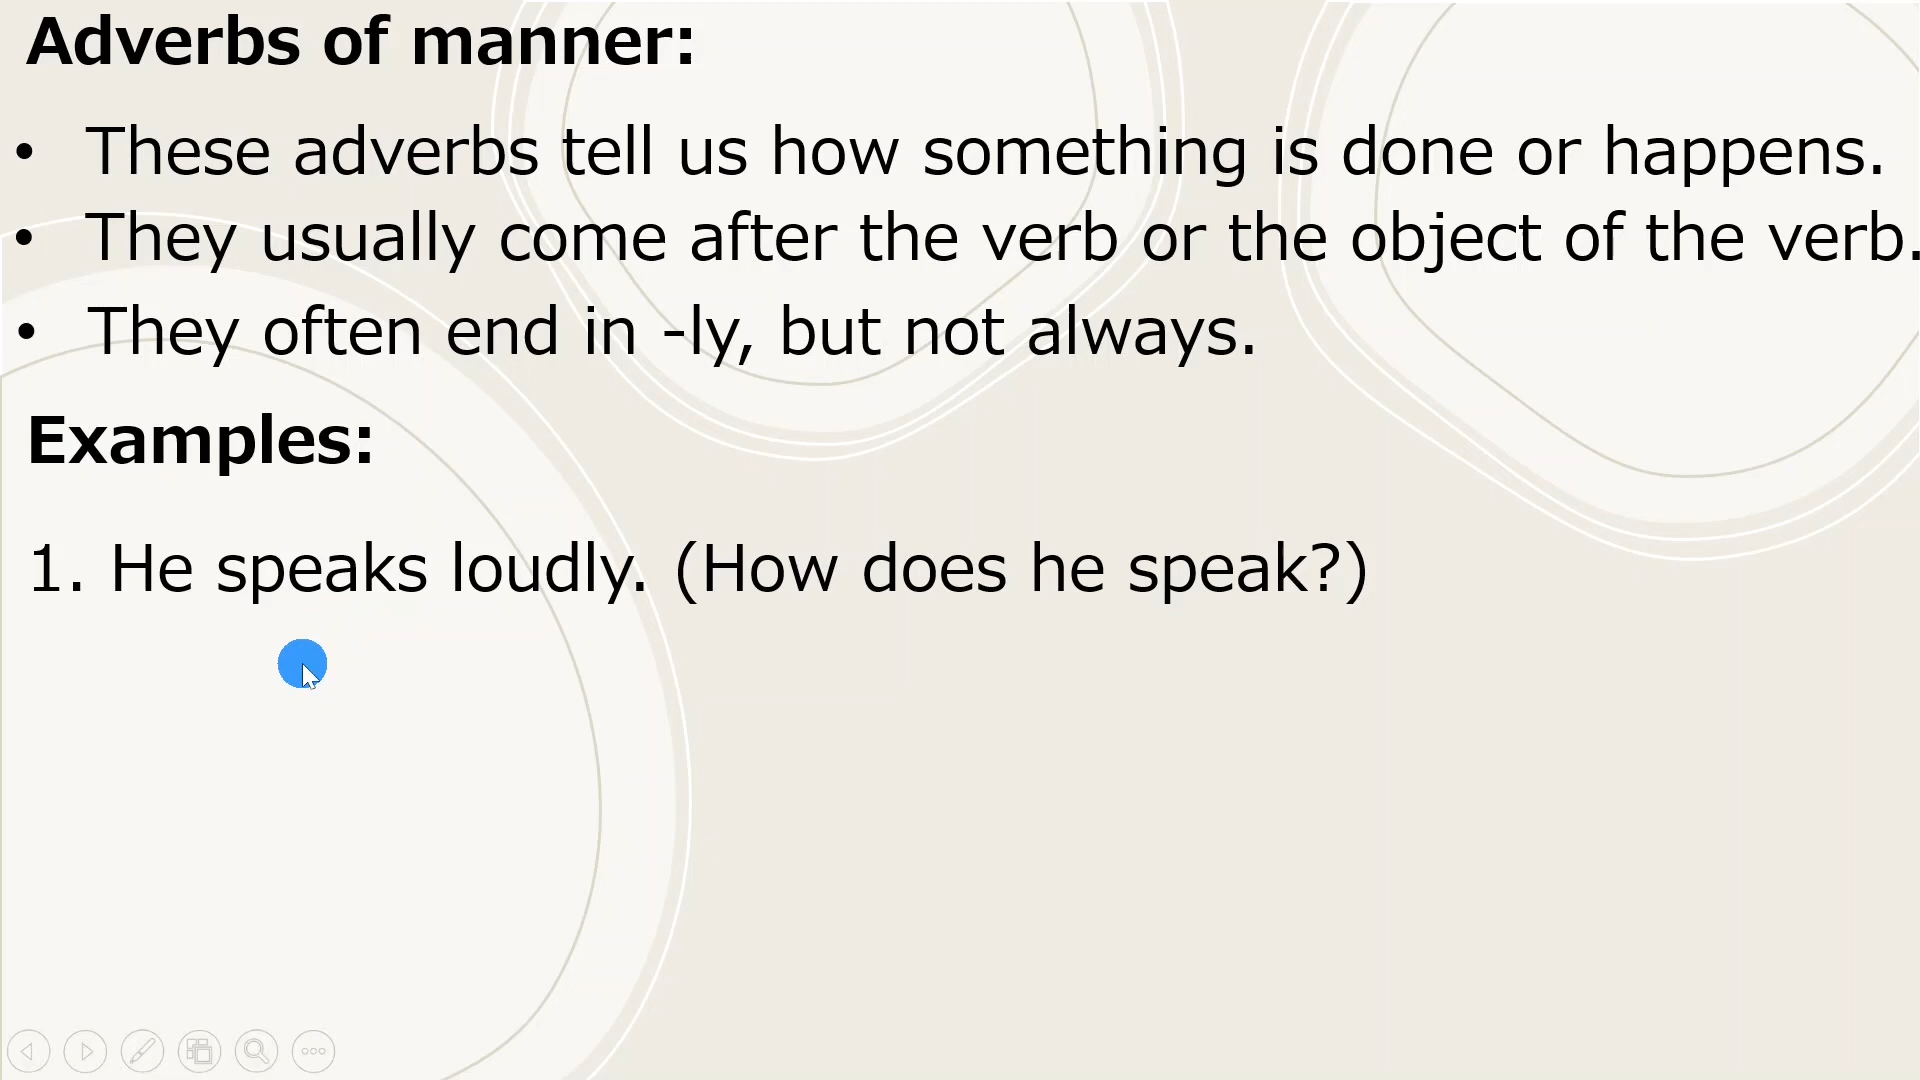 Adverbs of manner:
• These adverbs tell us how something is done or happens.
• They usually come after the verb or the object of the verb.
• They often end in -ly, but not always.
Examples:
1. He speaks loudly. (How does he speak?)